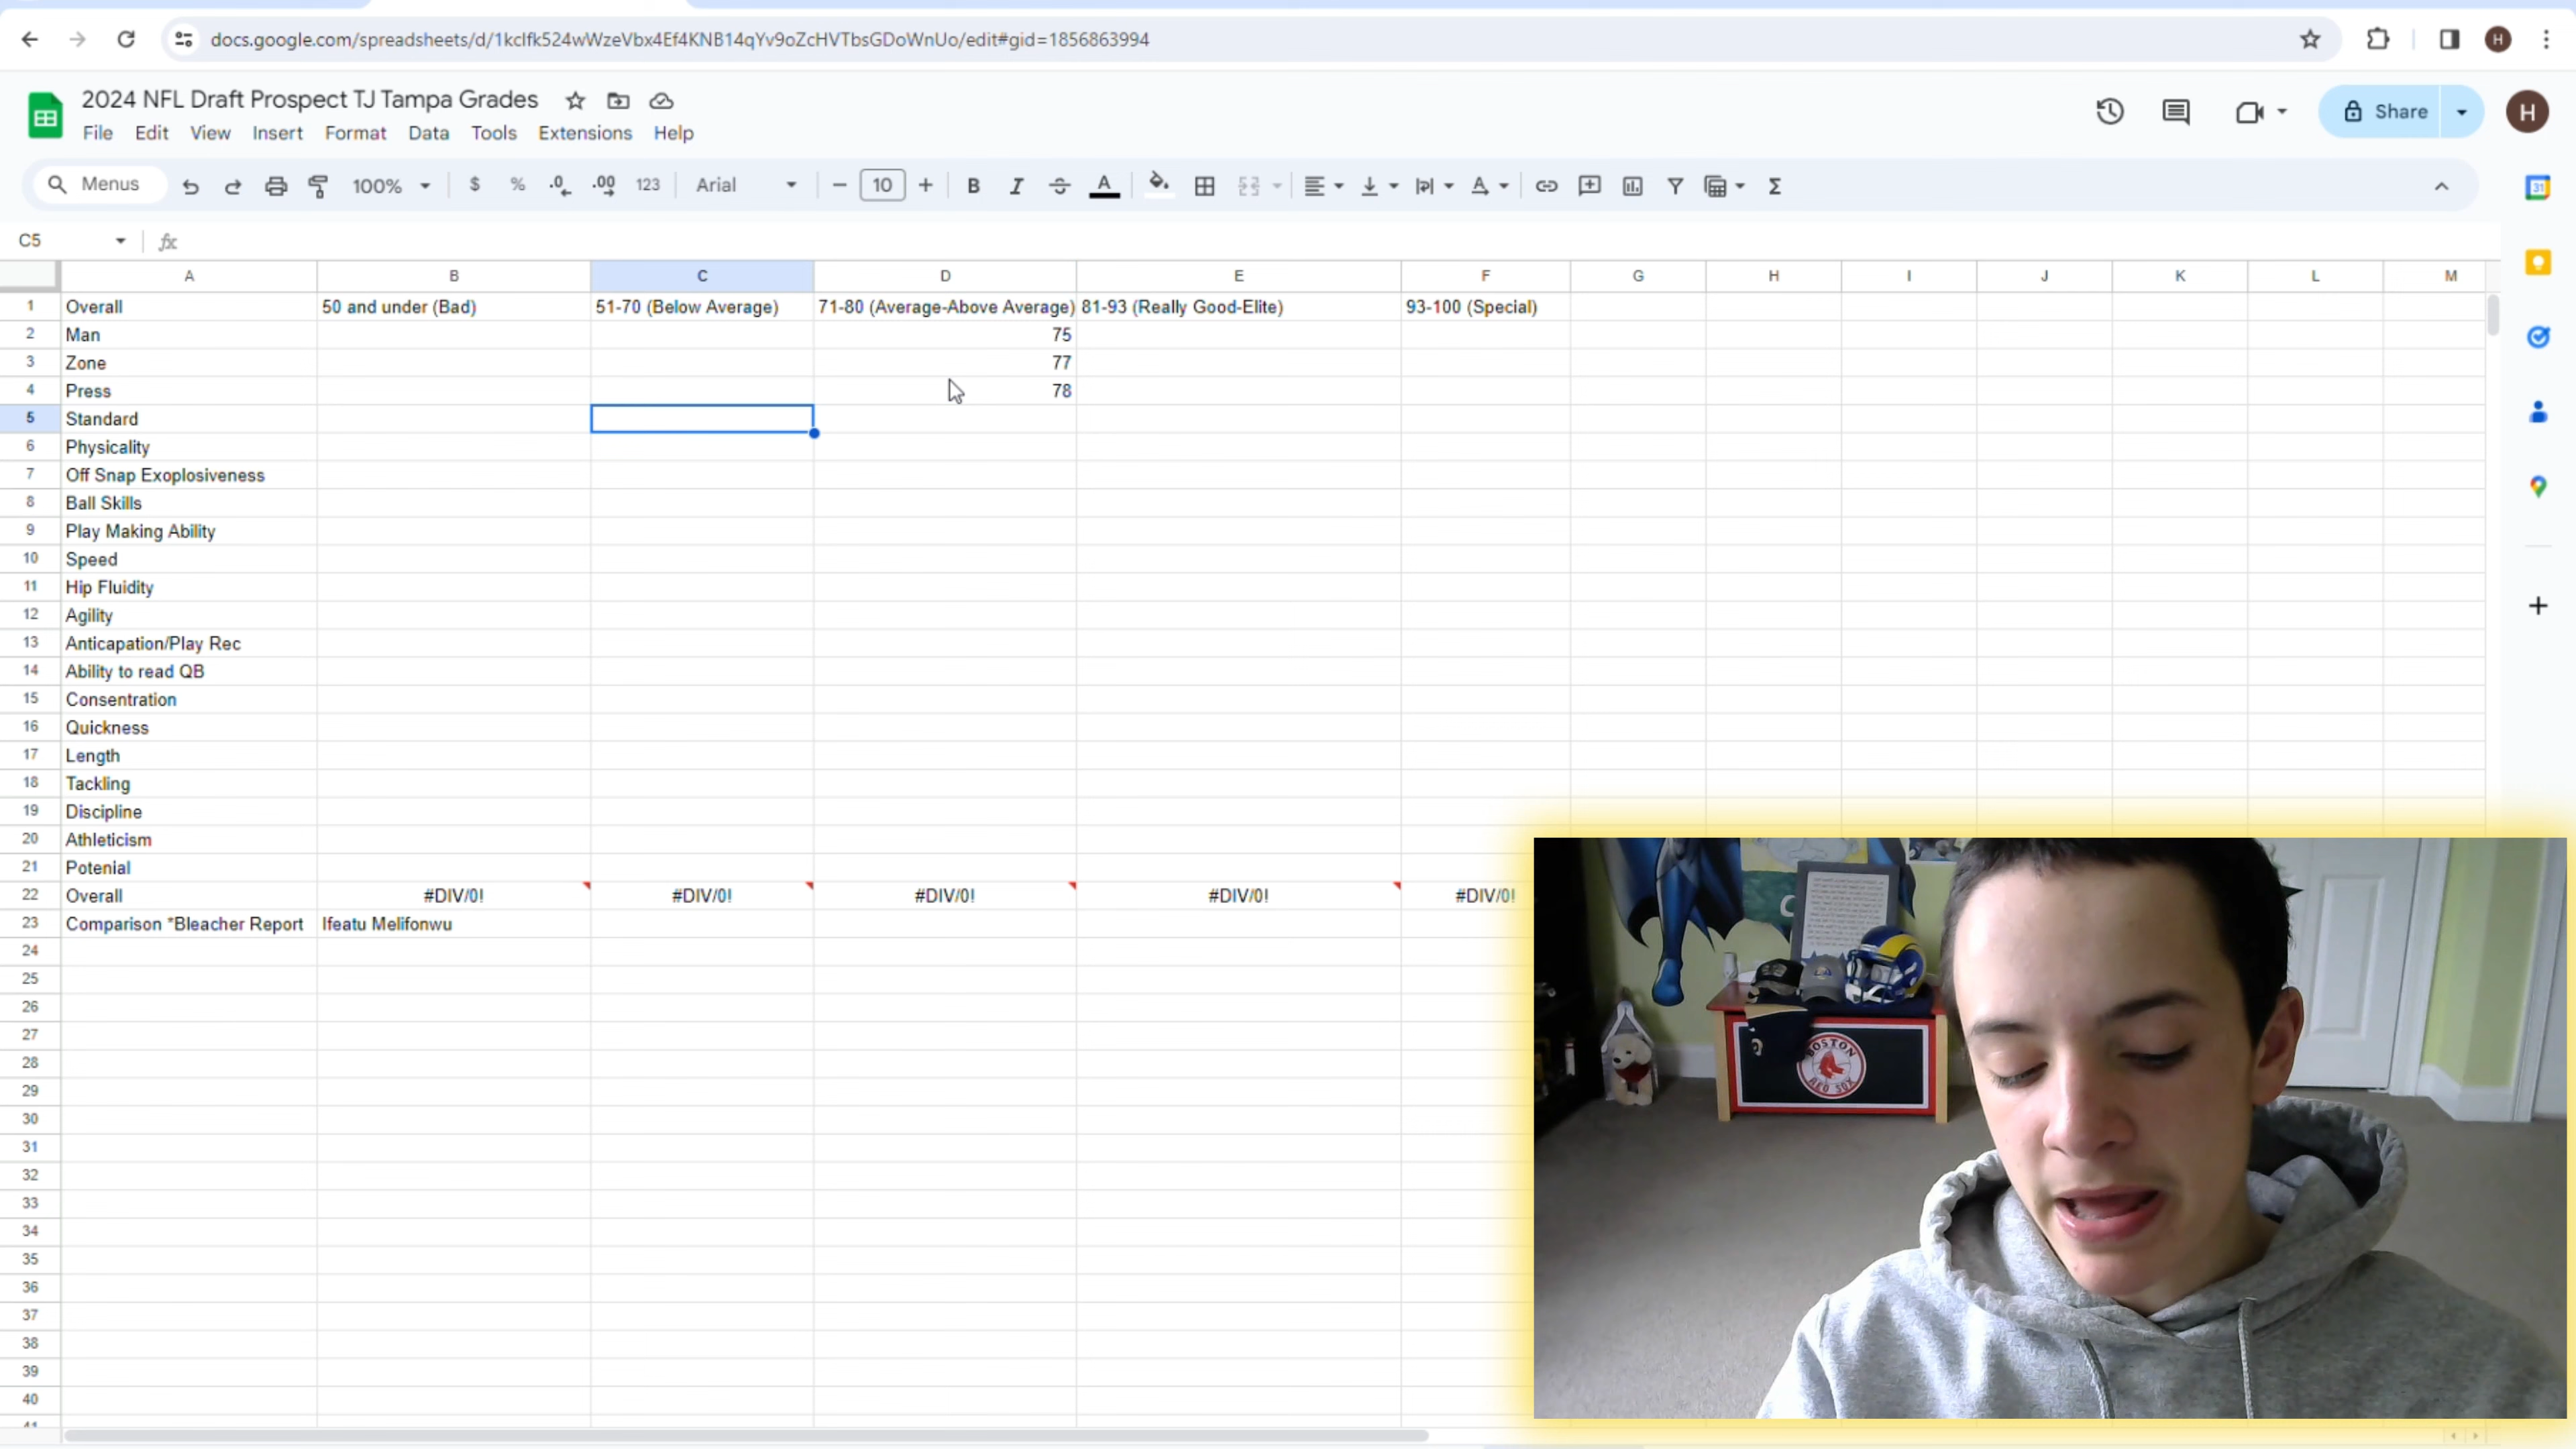 docs.google.com/spreadsheets/d/1kclfk524wWzeVbx4Ef4KNB14qYv9oZcHVTbsGDoWnUo/edit#gid=1856863994
H
2024 NFL Draft Prospect TJ Tampa Grades
File Edit View Insert Format Data Tools Extensions Help
Share
H
Menus 100% $ % .0 .00 123 Arial 10 B I A A Σ
31
C5 fx
A B C D E F G H I J K L M
1 Overall 50 and under (Bad) 51-70 (Below Average) 71-80 (Average-Above Average) 81-93 (Really Good-Elite) 93-100 (Special)
2 Man 75
3 Zone 77
4 Press 78
5 Standard
6 Physicality
7 Off Snap Exoplosiveness
8 Ball Skills
9 Play Making Ability
10 Speed
11 Hip Fluidity
12 Agility
13 Anticapation/Play Rec
14 Ability to read QB
15 Consentration
16 Quickness
17 Length
18 Tackling
19 Discipline
20 Athleticism
21 Potenial
22 Overall #DIV/0! #DIV/0! #DIV/0! #DIV/0! #DIV/0!
23 Comparison *Bleacher Report Ifeatu Melifonwu
24
25
26
27
28
29
30
31
32
33
34
35
36
37
38
39
40
41
BOSTON
RED SOX